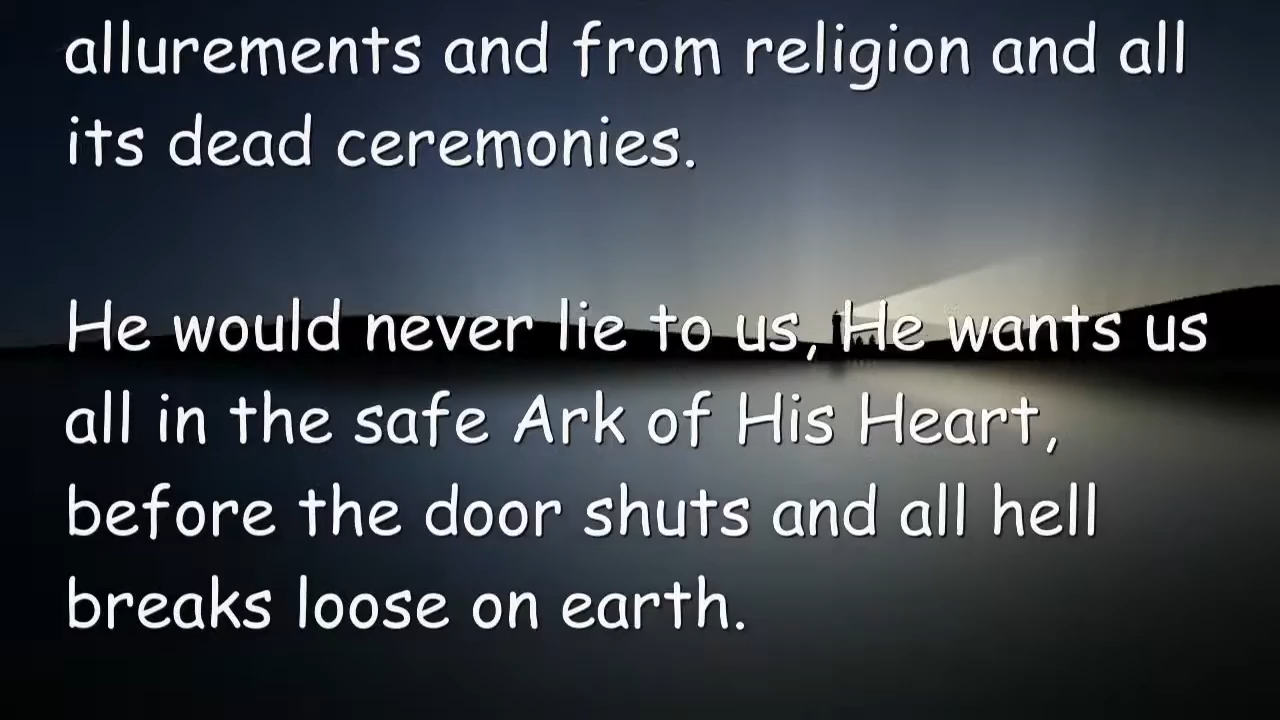 allurements and from religion and all
its dead ceremonies.
He would never lie to us, He wants us
all in the safe Ark of His Heart,
before the door shuts and all hell
breaks loose on earth.